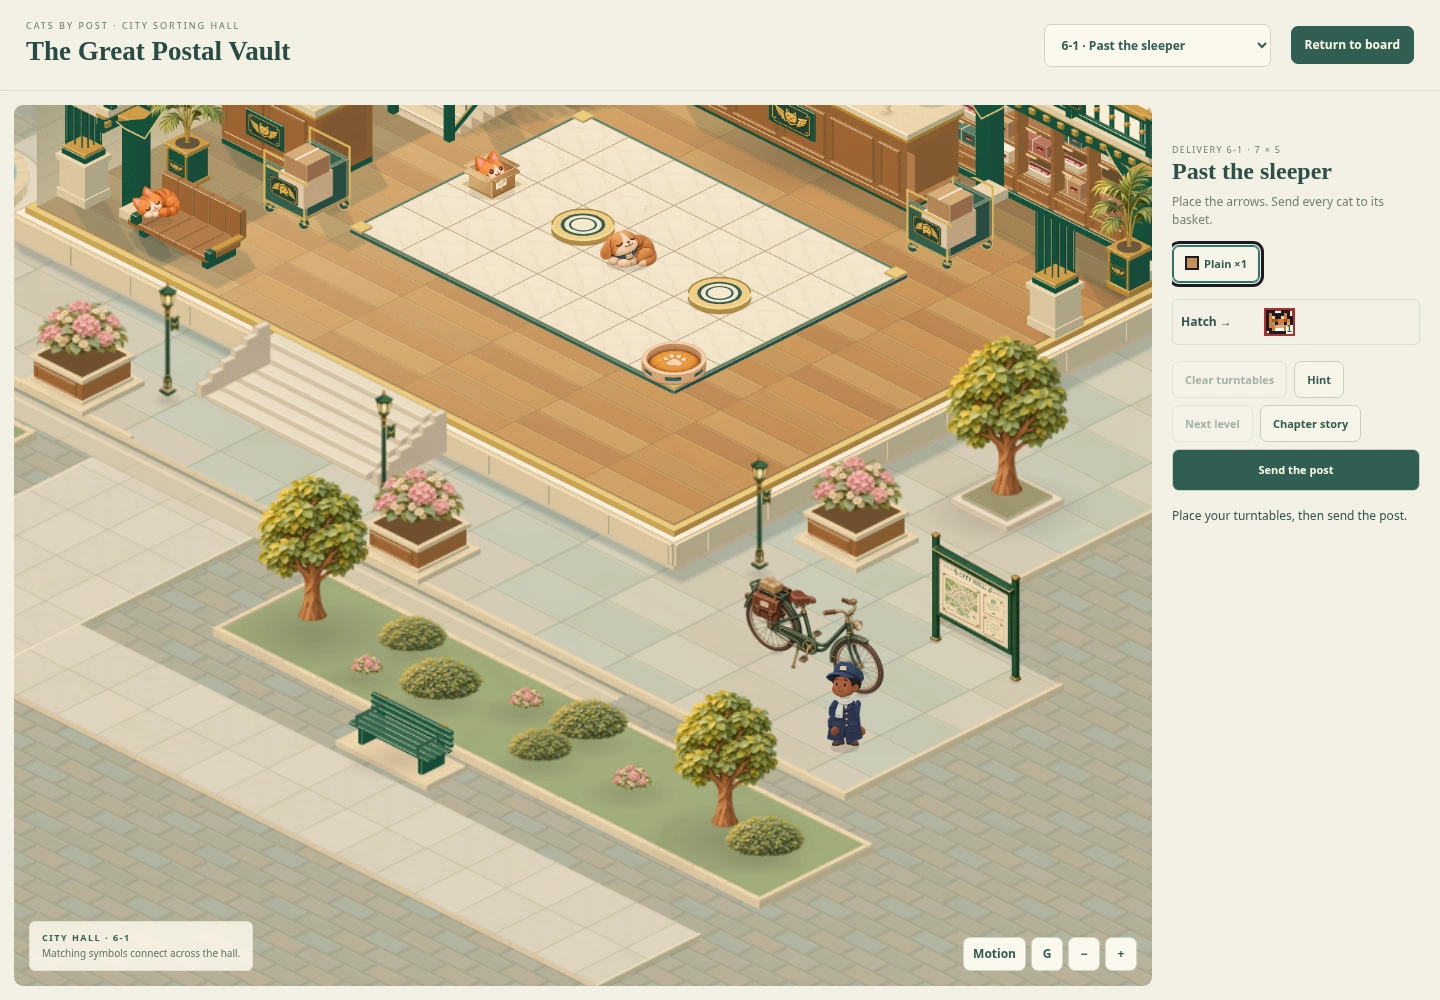 CATS BY POST · CITY SORTING HALL
The Great Postal Vault
6-1 · Past the sleeper
Return to board
DELIVERY 6-1 · 7 × 5
Past the sleeper
Place the arrows. Send every cat to its
basket.
Plain ×1
Hatch →
1
Clear turntables
Hint
Next level
Chapter story
Send the post
Place your turntables, then send the post.
CITY HALL
CITY HALL · 6-1
Matching symbols connect across the hall.
Motion
G
−
+